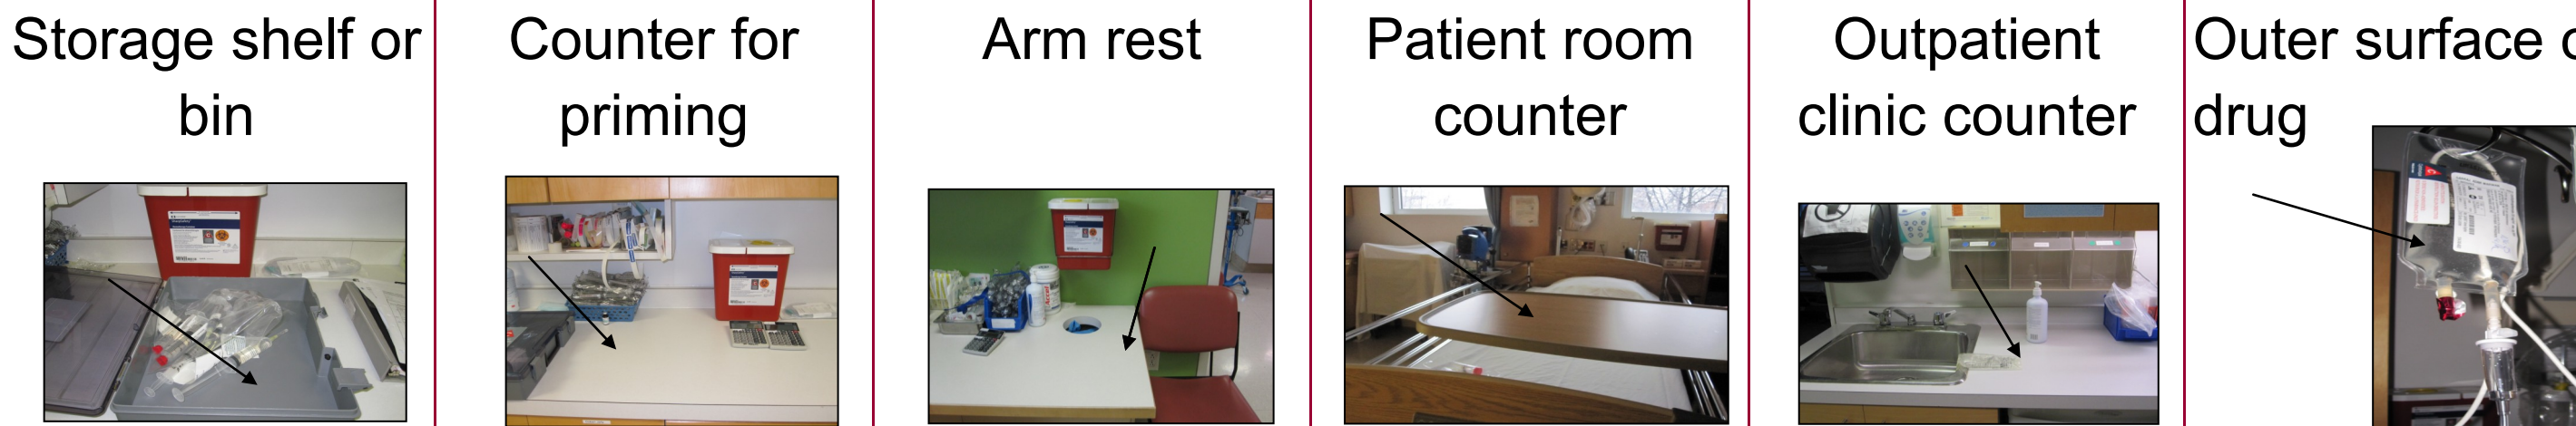 Storage shelf or
bin
Counter for
priming
Arm rest
Patient room
counter
Outpatient
clinic counter
Outer surface
drug